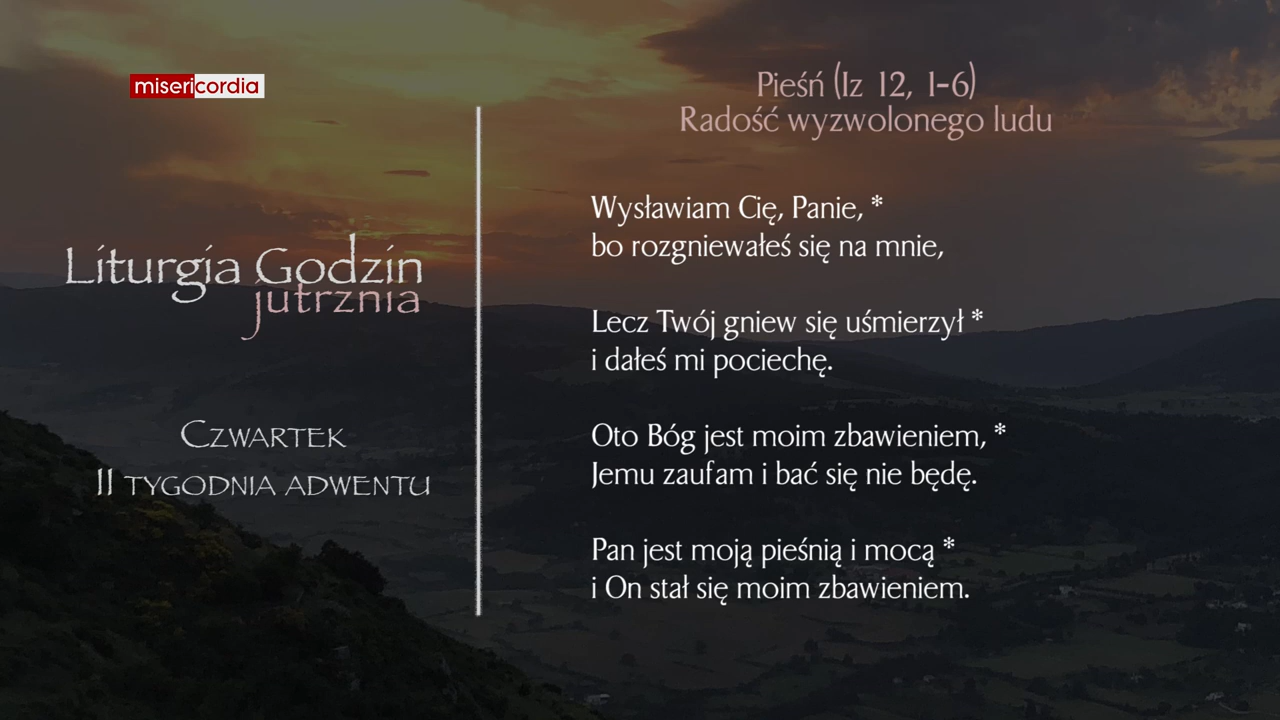 misericordia
Liturgia Godzin
jutrznia
Czwartek
II tygodnia adwentu
Pieśń (Iz 12, 1-6)
Radość wyzwolonego ludu
Wysławiam Cię, Panie, *
bo rozgniewałeś się na mnie,
Lecz Twój gniew się uśmierzył *
i dałeś mi pociechę.
Oto Bóg jest moim zbawieniem, *
Jemu zaufam i bać się nie będę.
Pan jest moją pieśnią i mocą *
i On stał się moim zbawieniem.